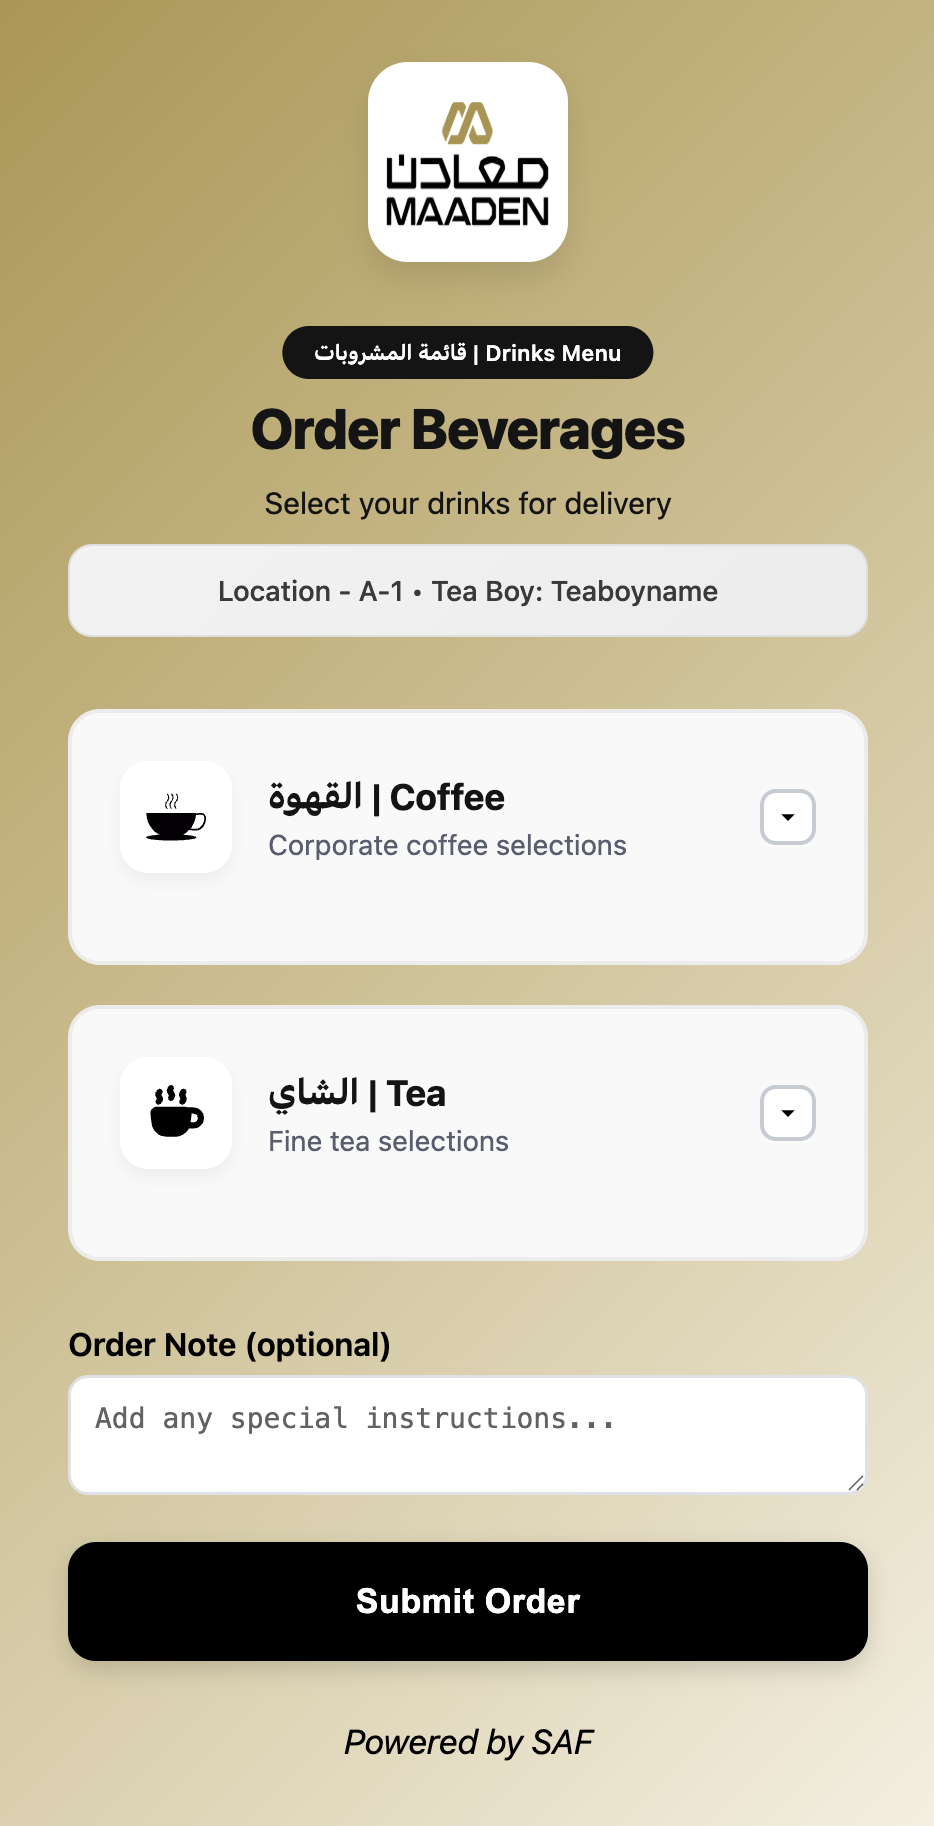 معادن
MAADEN
قائمة المشروبات | Drinks Menu
Order Beverages
Select your drinks for delivery
Location - A-1 • Tea Boy: Teaboyname
القهوة | Coffee
Corporate coffee selections
الشاي | Tea
Fine tea selections
Order Note (optional)
Add any special instructions...
Submit Order
Powered by SAF